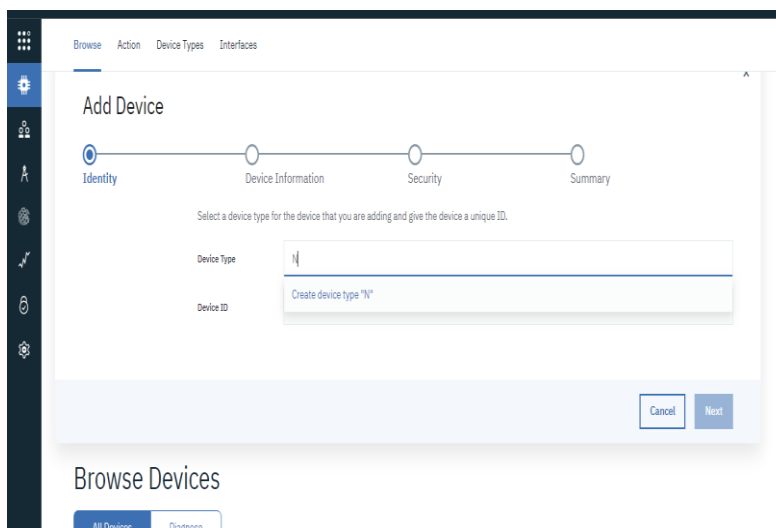 Browse Action Device Types Interfaces
x
Add Device
Identity Device Information Security Summary
Select a device type for the device that you are adding and give the device a unique ID.
Device Type N
Create device type "N"
Device ID
Cancel Next
Browse Devices
All Devices Diagnose